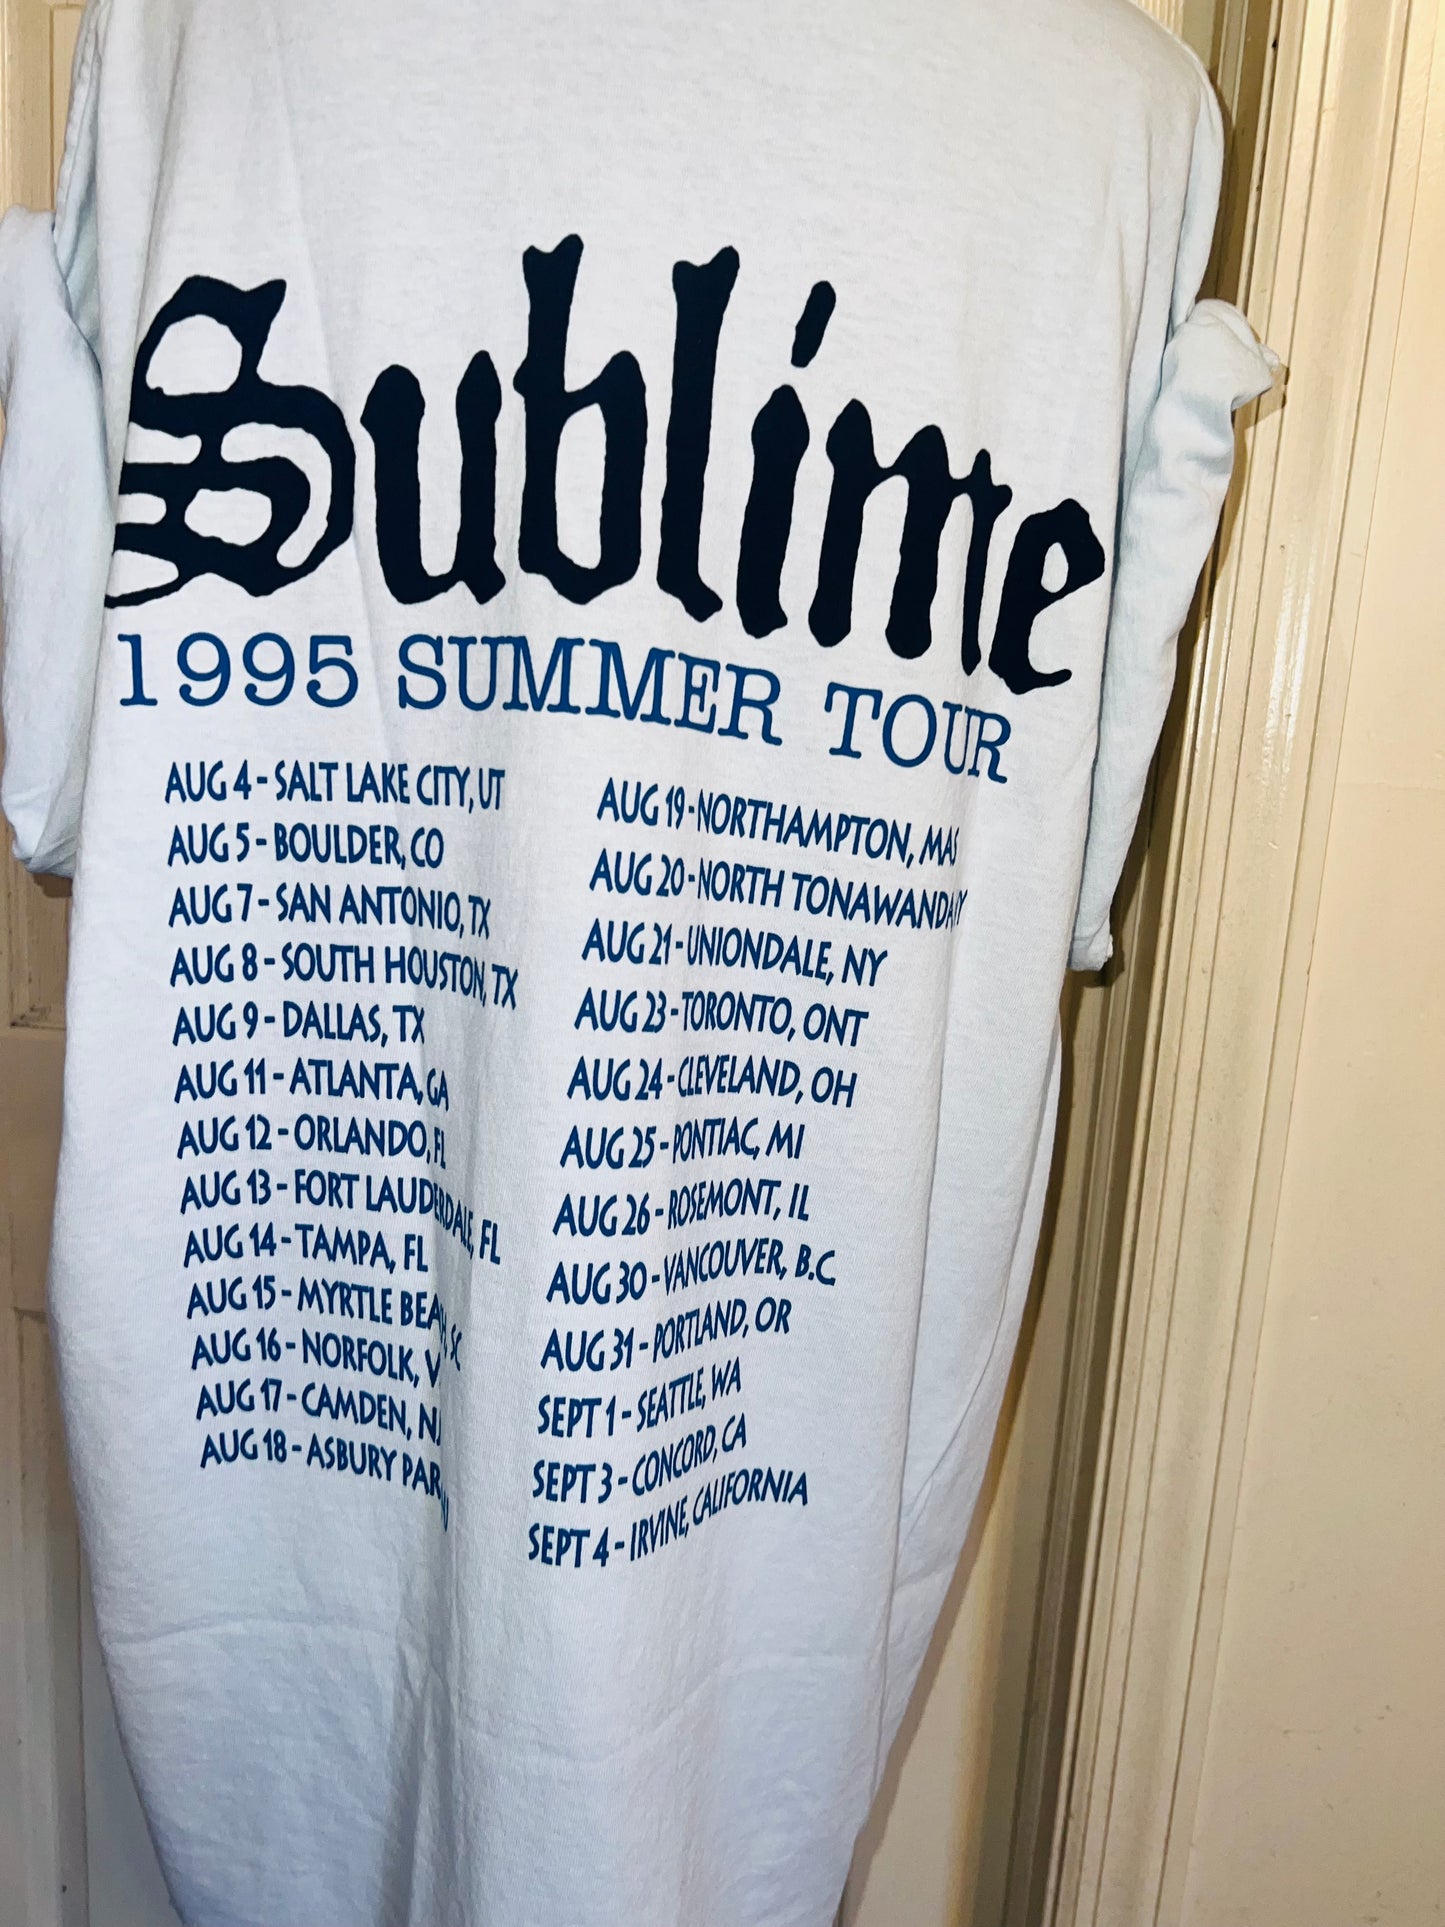 Sublime
1995 SUMMER TOUR
AUG 4 - SALT LAKE CITY, UT
AUG 5 - BOULDER, CO
AUG 7 - SAN ANTONIO, TX
AUG 8 - SOUTH HOUSTON, TX
AUG 9 - DALLAS, TX
AUG 11 - ATLANTA, GA
AUG 12 - ORLANDO, FL
AUG 13 - FORT LAUDERDALE, FL
AUG 14 - TAMPA, FL
AUG 15 - MYRTLE BEACH, SC
AUG 16 - NORFOLK,
AUG 17 - CAMDEN, NJ
AUG 18 - ASBURY PARK, NJ
AUG 19 - NORTHAMPTON, MAS
AUG 20 - NORTH TONAWANDA,
AUG 21 - UNIONDALE, NY
AUG 23 - TORONTO, ONT
AUG 24 - CLEVELAND, OH
AUG 25 - PONTIAC, MI
AUG 26 - ROSEMONT, IL
AUG 30 - VANCOUVER, B.C.
AUG 31 - PORTLAND, OR
SEPT 1 - SEATTLE, WA
SEPT 3 - CONCORD, CA
SEPT 4 - IRVINE, CALIFORNIA